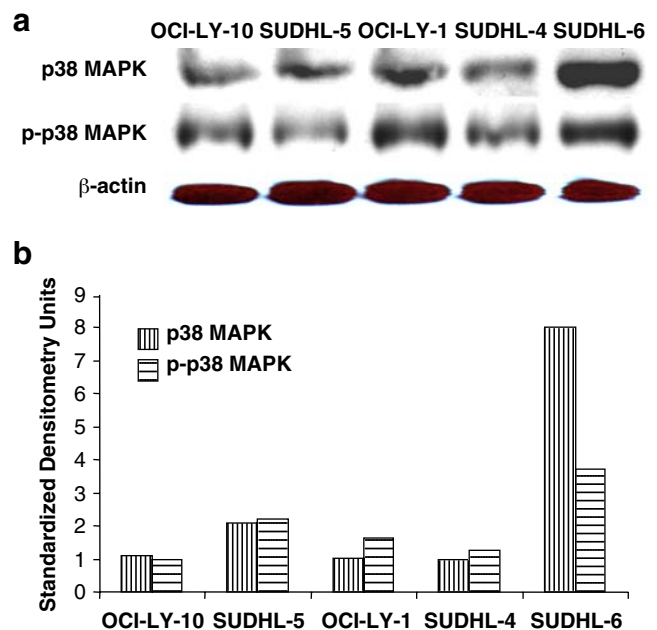 a
OCI-LY-10 SUDHL-5 OCI-LY-1 SUDHL-4 SUDHL-6
p38 MAPK
p-p38 MAPK
β-actin
b
Standardized Densitometry Units
9
8
7
6
5
4
3
2
1
0
p38 MAPK
p-p38 MAPK
OCI-LY-10 SUDHL-5 OCI-LY-1 SUDHL-4 SUDHL-6